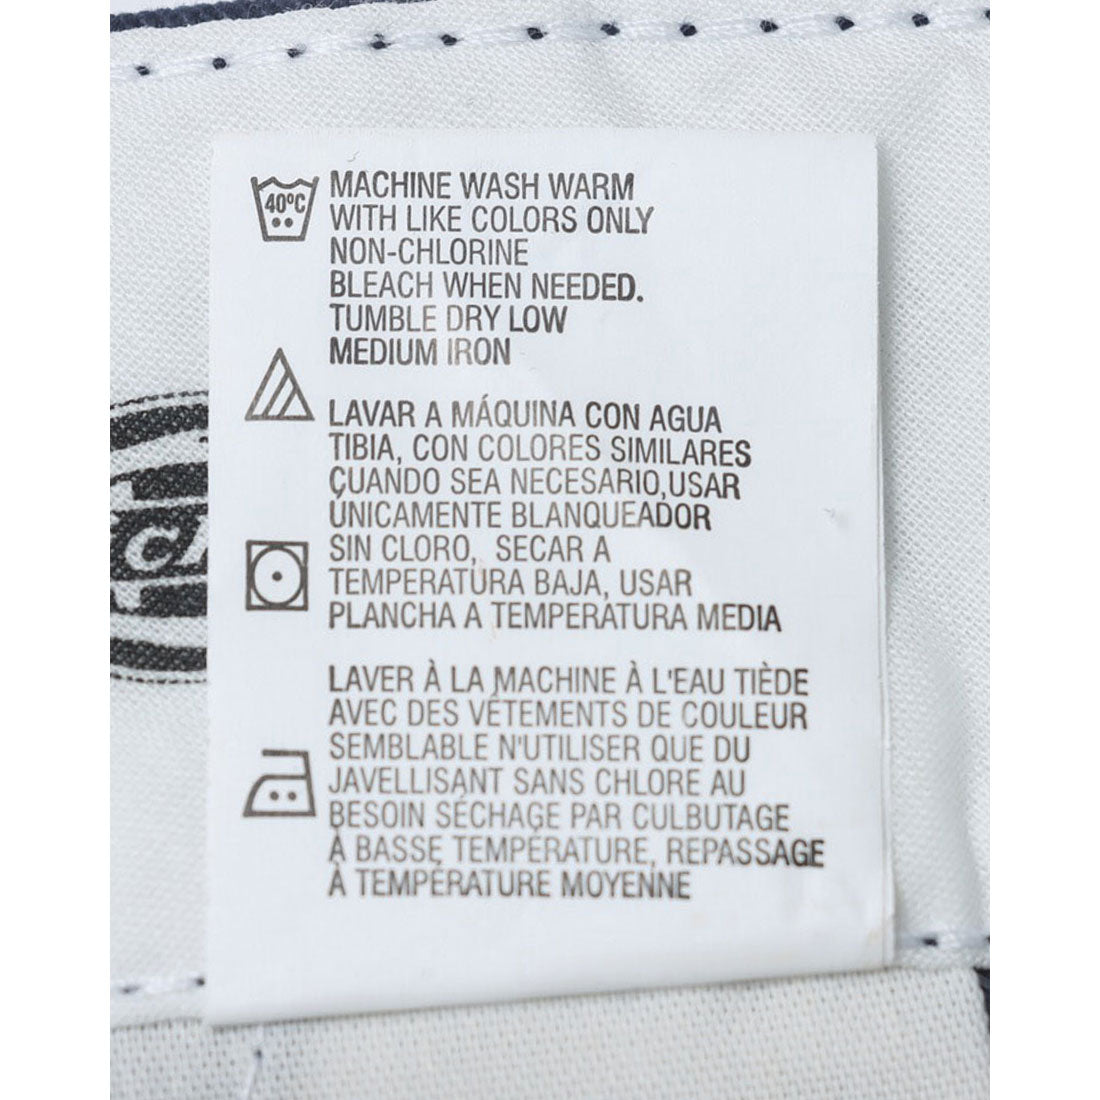 40ºC
MACHINE WASH WARM
WITH LIKE COLORS ONLY
NON-CHLORINE
BLEACH WHEN NEEDED.
TUMBLE DRY LOW
MEDIUM IRON
LAVAR A MÁQUINA CON AGUA
TIBIA, CON COLORES SIMILARES
CUANDO SEA NECESARIO,USAR
ÚNICAMENTE BLANQUEADOR
SIN CLORO, SECAR A
TEMPERATURA BAJA, USAR
PLANCHA A TEMPERATURA MEDIA
LAVER À LA MACHINE À L'EAU TIÈDE
AVEC DES VÊTEMENTS DE COULEUR
SEMBLABLE N'UTILISER QUE DU
JAVELLISANT SANS CHLORE AU
BESOIN SÉCHAGE PAR CULBUTAGE
À BASSE TEMPÉRATURE, REPASSAGE
À TEMPÉRATURE MOYENNE